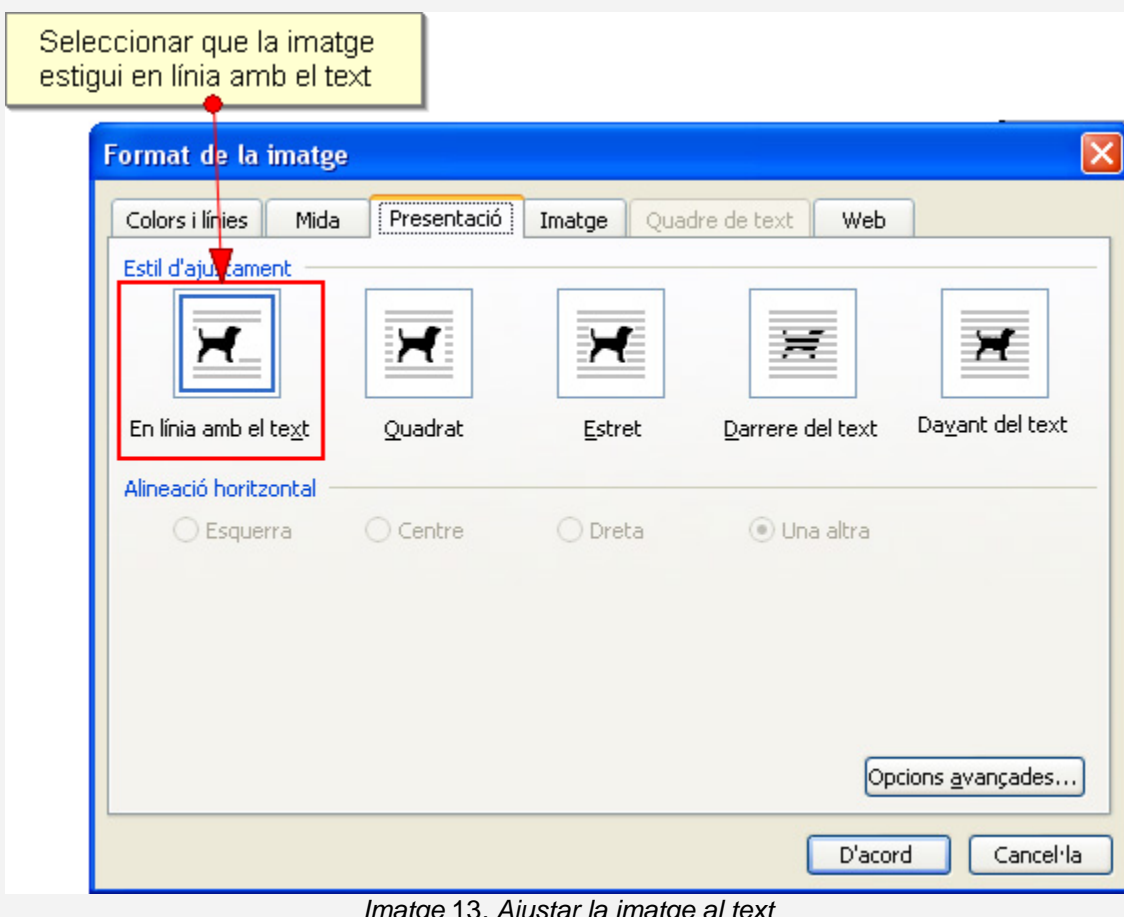 Seleccionar que la imatge
estigui en línia amb el text
Format de la imatge
Colors i línies Mida Presentació Imatge Quadre de text Web
Estil d'ajustament
En línia amb el text Quadrat Estret Darrere del text Davant del text
Alineació horitzontal
Esquerra Centre Dreta Una altra
Opcions avançades...
D'acord Cancel·la
Imatge 13. Ajustar la imatge al text